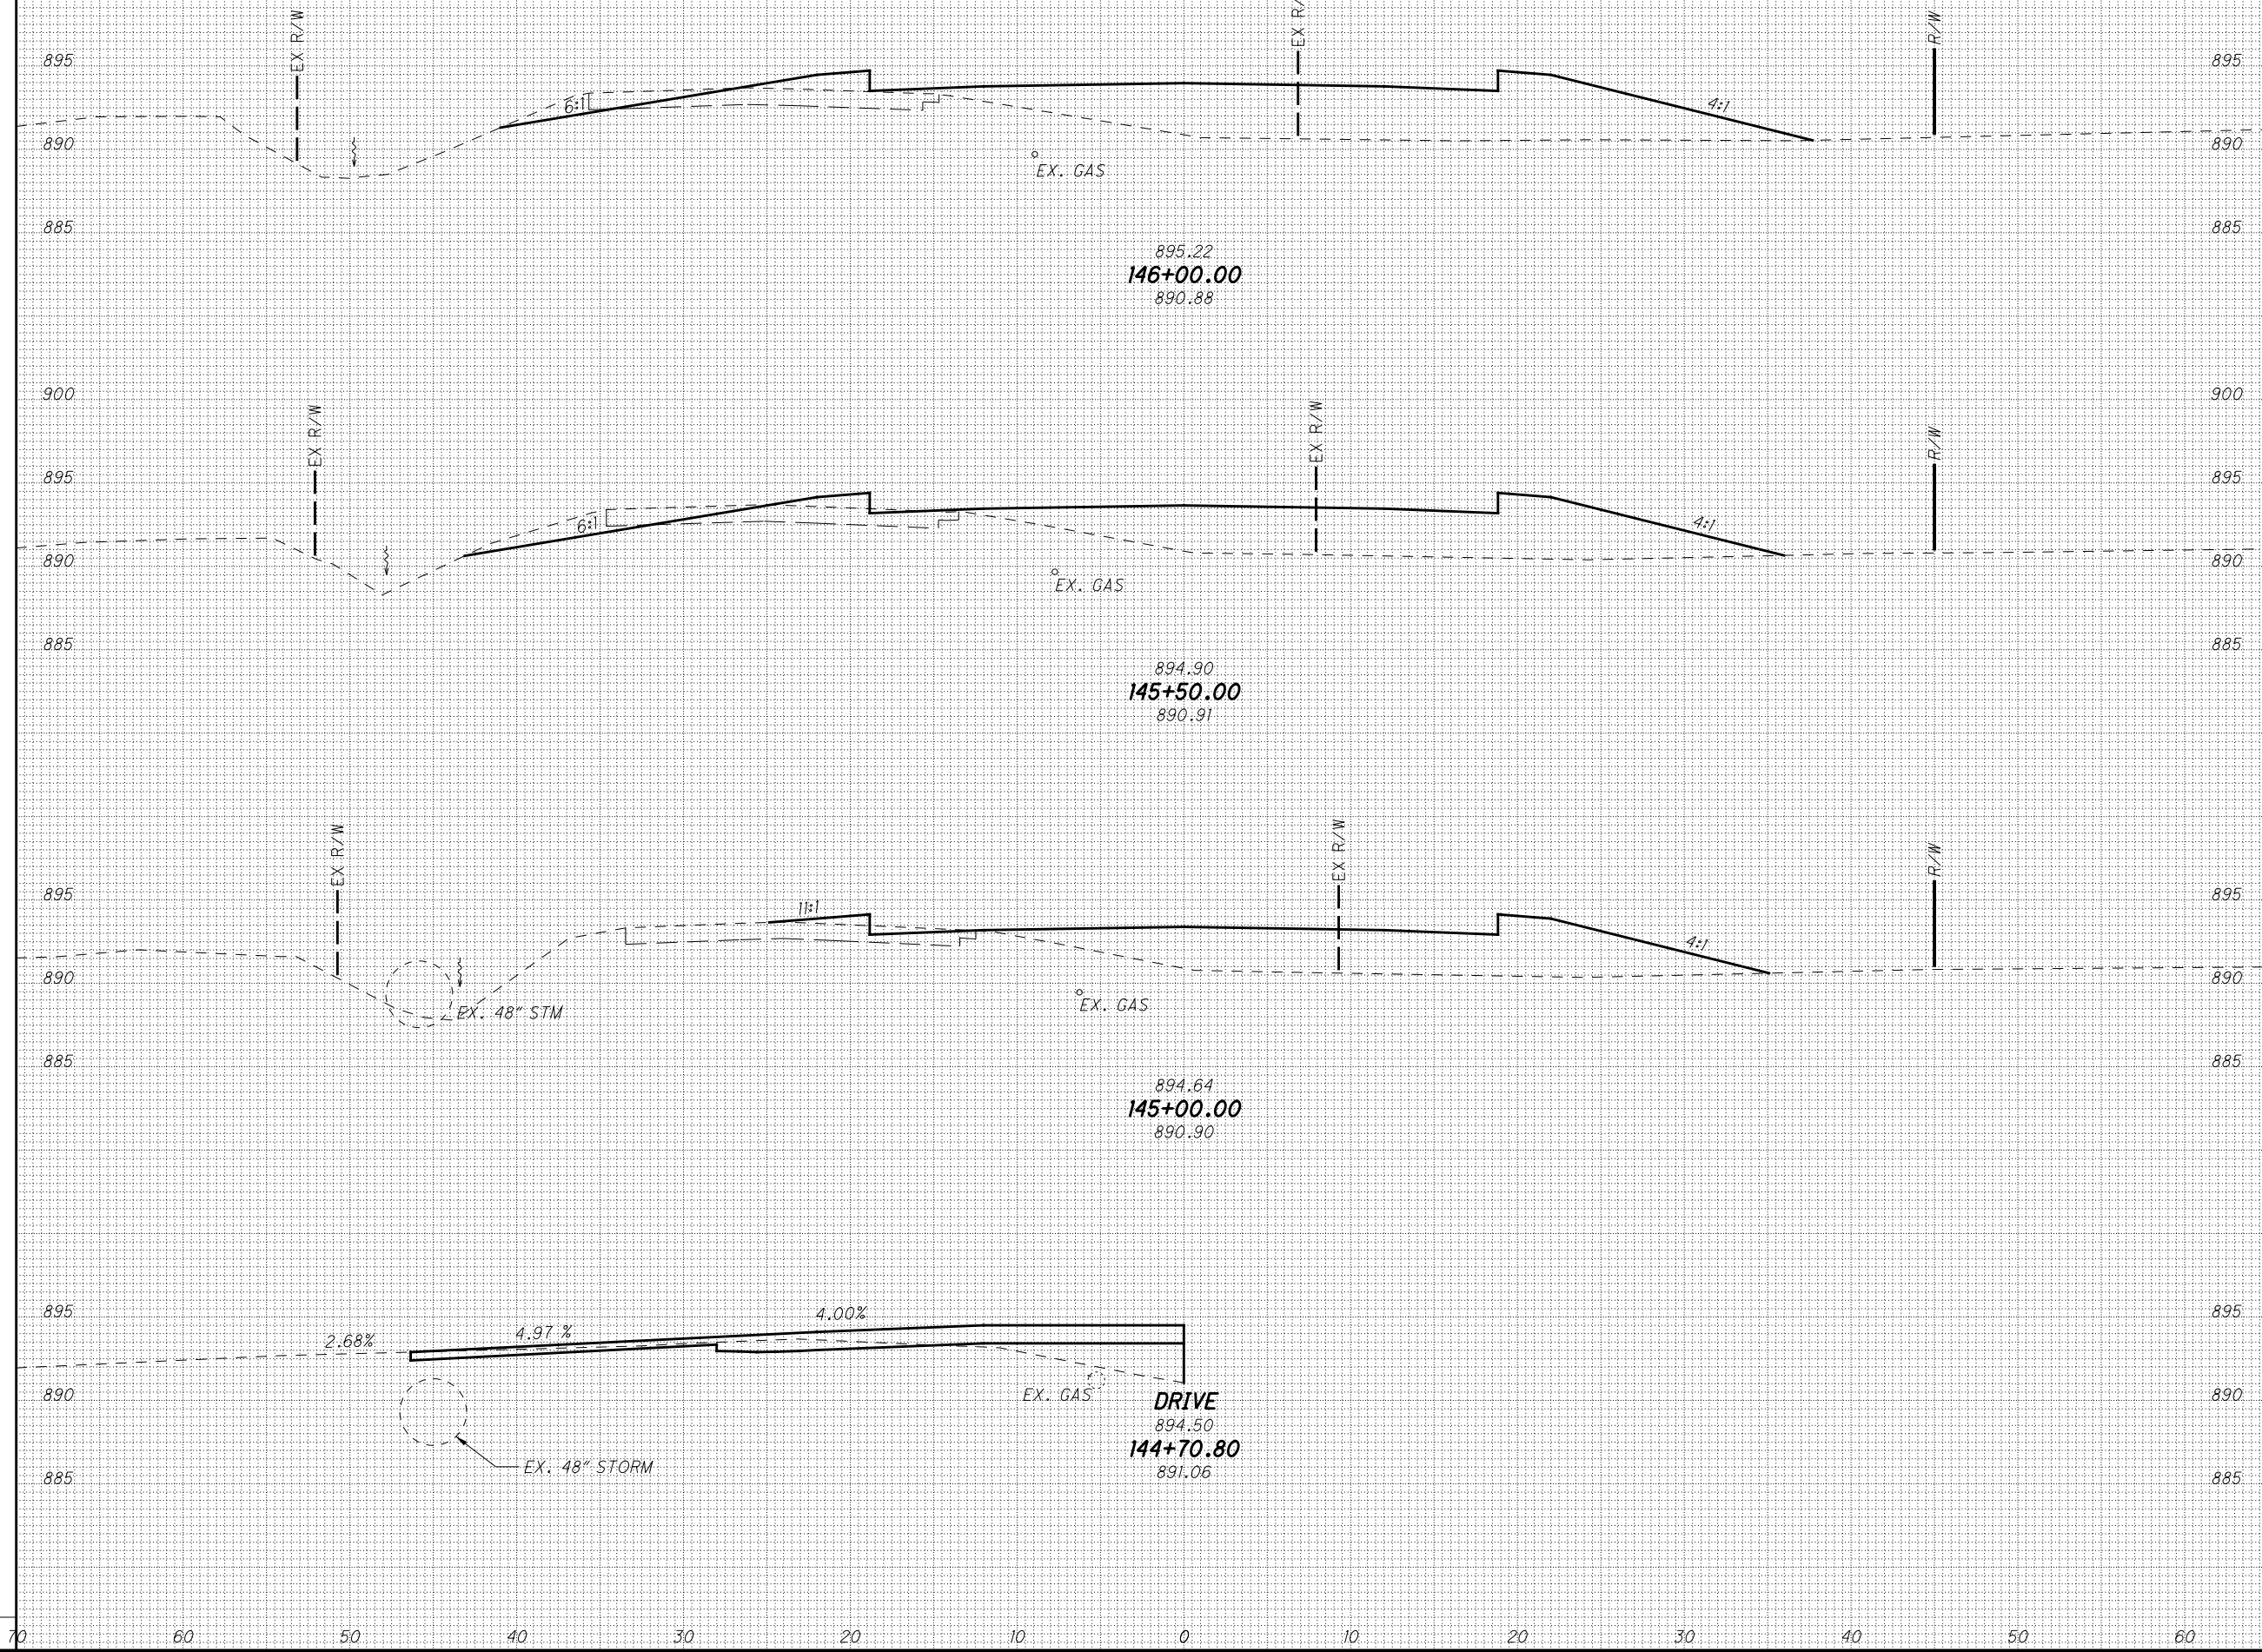 EX R/W
EX R/
R/W
895
895
6:1
4:1
890
890
EX. GAS
885
885
895.22
146+00.00
890.88
900
900
EX R/W
EX R/W
R/W
895
895
6:1
4:1
890
890
EX. GAS
885
885
894.90
145+50.00
890.91
EX R/W
EX R/W
R/W
895
895
11:1
4:1
890
890
EX. 48" STM
EX. GAS
885
885
894.64
145+00.00
890.90
895
895
2.68%
4.97 %
4.00%
890
890
EX. GAS
DRIVE
894.50
144+70.80
891.06
EX. 48" STORM
885
885
70 60 50 40 30 20 10 0 10 20 30 40 50 60